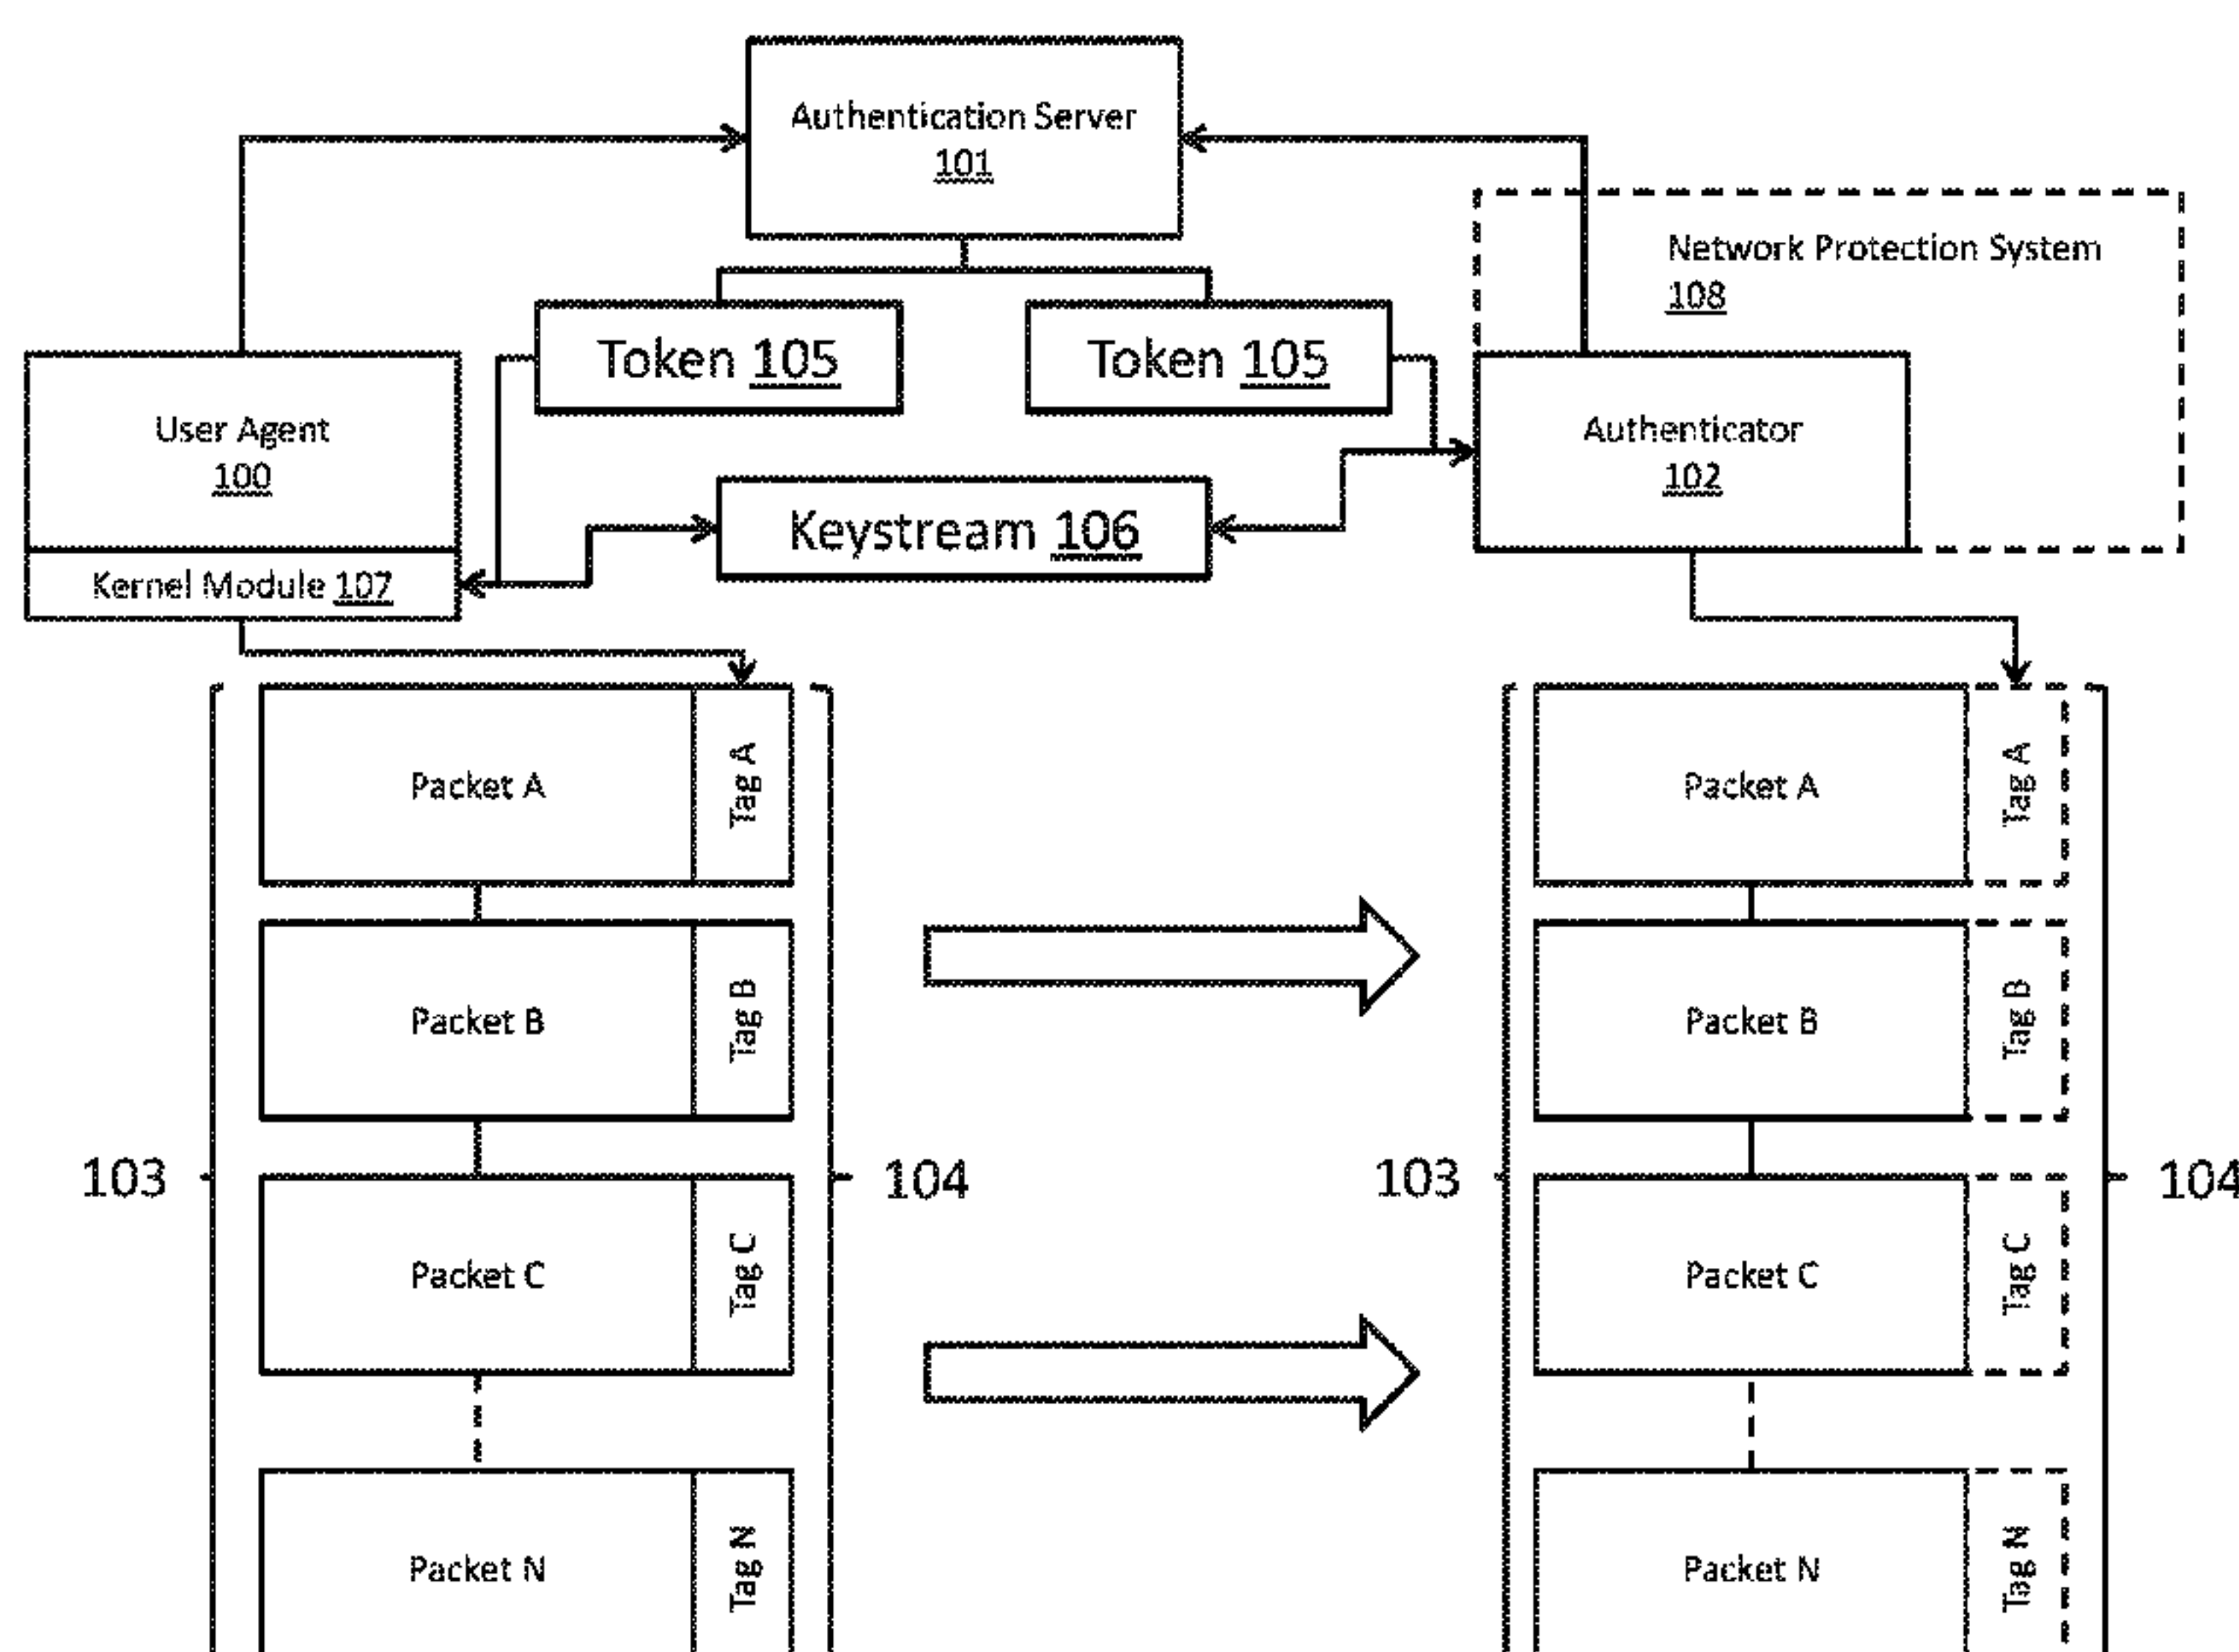 Authentication Server
101
Network Protection System
108
Token 105
Token 105
User Agent
100
Authenticator
102
Keystream 106
Kernel Module 107
Packet A
Tag A
Packet A
Tag A
Packet B
Tag B
Packet B
Tag B
103
104
103
104
Packet C
Tag C
Packet C
Tag C
Packet N
Tag N
Packet N
Tag N